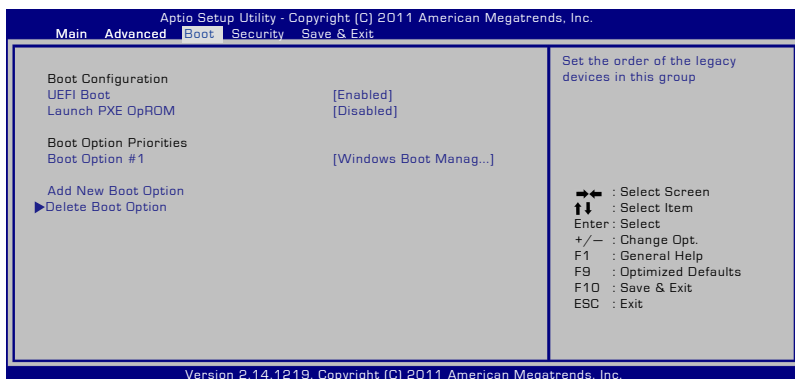 Aptio Setup Utility - Copyright (C) 2011 American Megatrends, Inc.
Main Advanced Boot Security Save & Exit
Boot Configuration
UEFI Boot [Enabled]
Launch PXE OpROM [Disabled]
Boot Option Priorities
Boot Option #1 [Windows Boot Manag...]
Add New Boot Option
Delete Boot Option
Set the order of the legacy
devices in this group
: Select Screen
: Select Item
Enter : Select
+/— : Change Opt.
F1 : General Help
F9 : Optimized Defaults
F10 : Save & Exit
ESC : Exit
Version 2.14.1219. Copyright (C) 2011 American Megatrends, Inc.